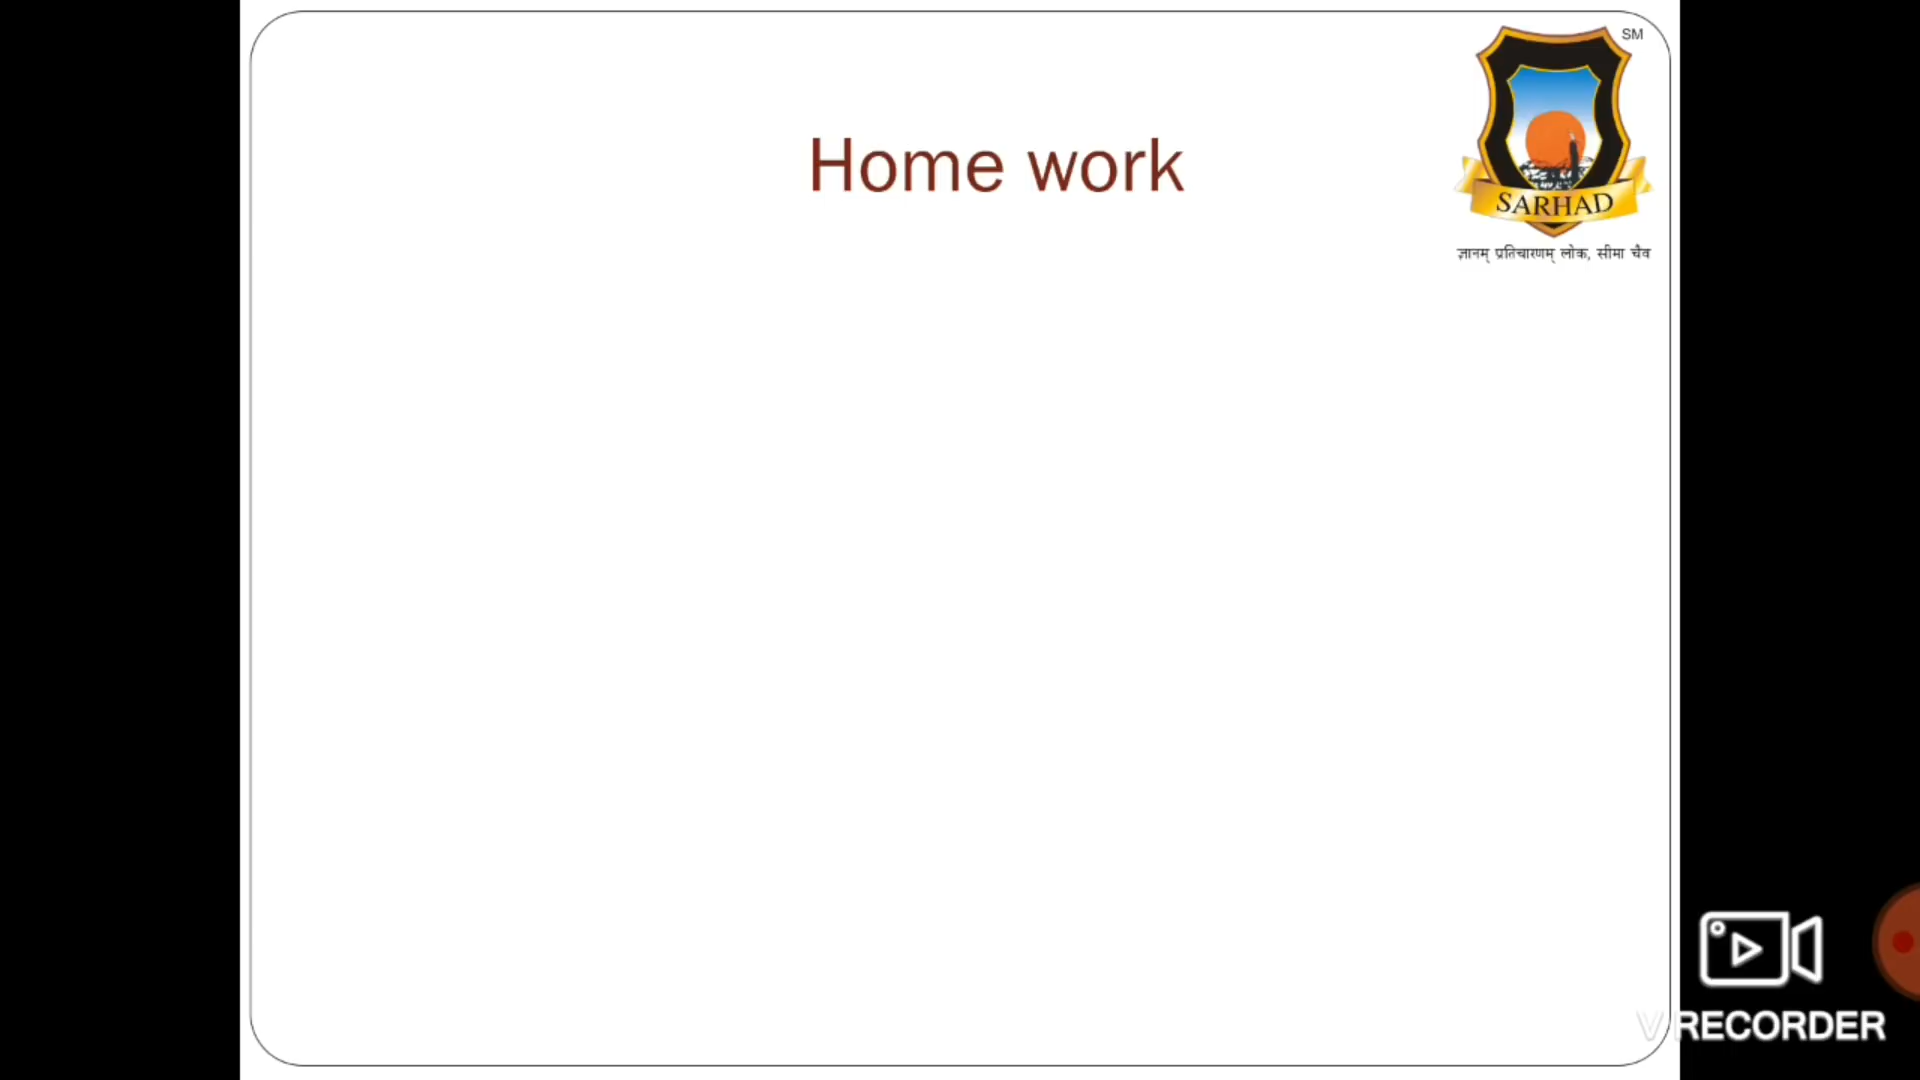 SM
Home work
SARHAD
ज्ञानम् प्रतिचारणम् लोक, सीमा चैव
V RECORDER